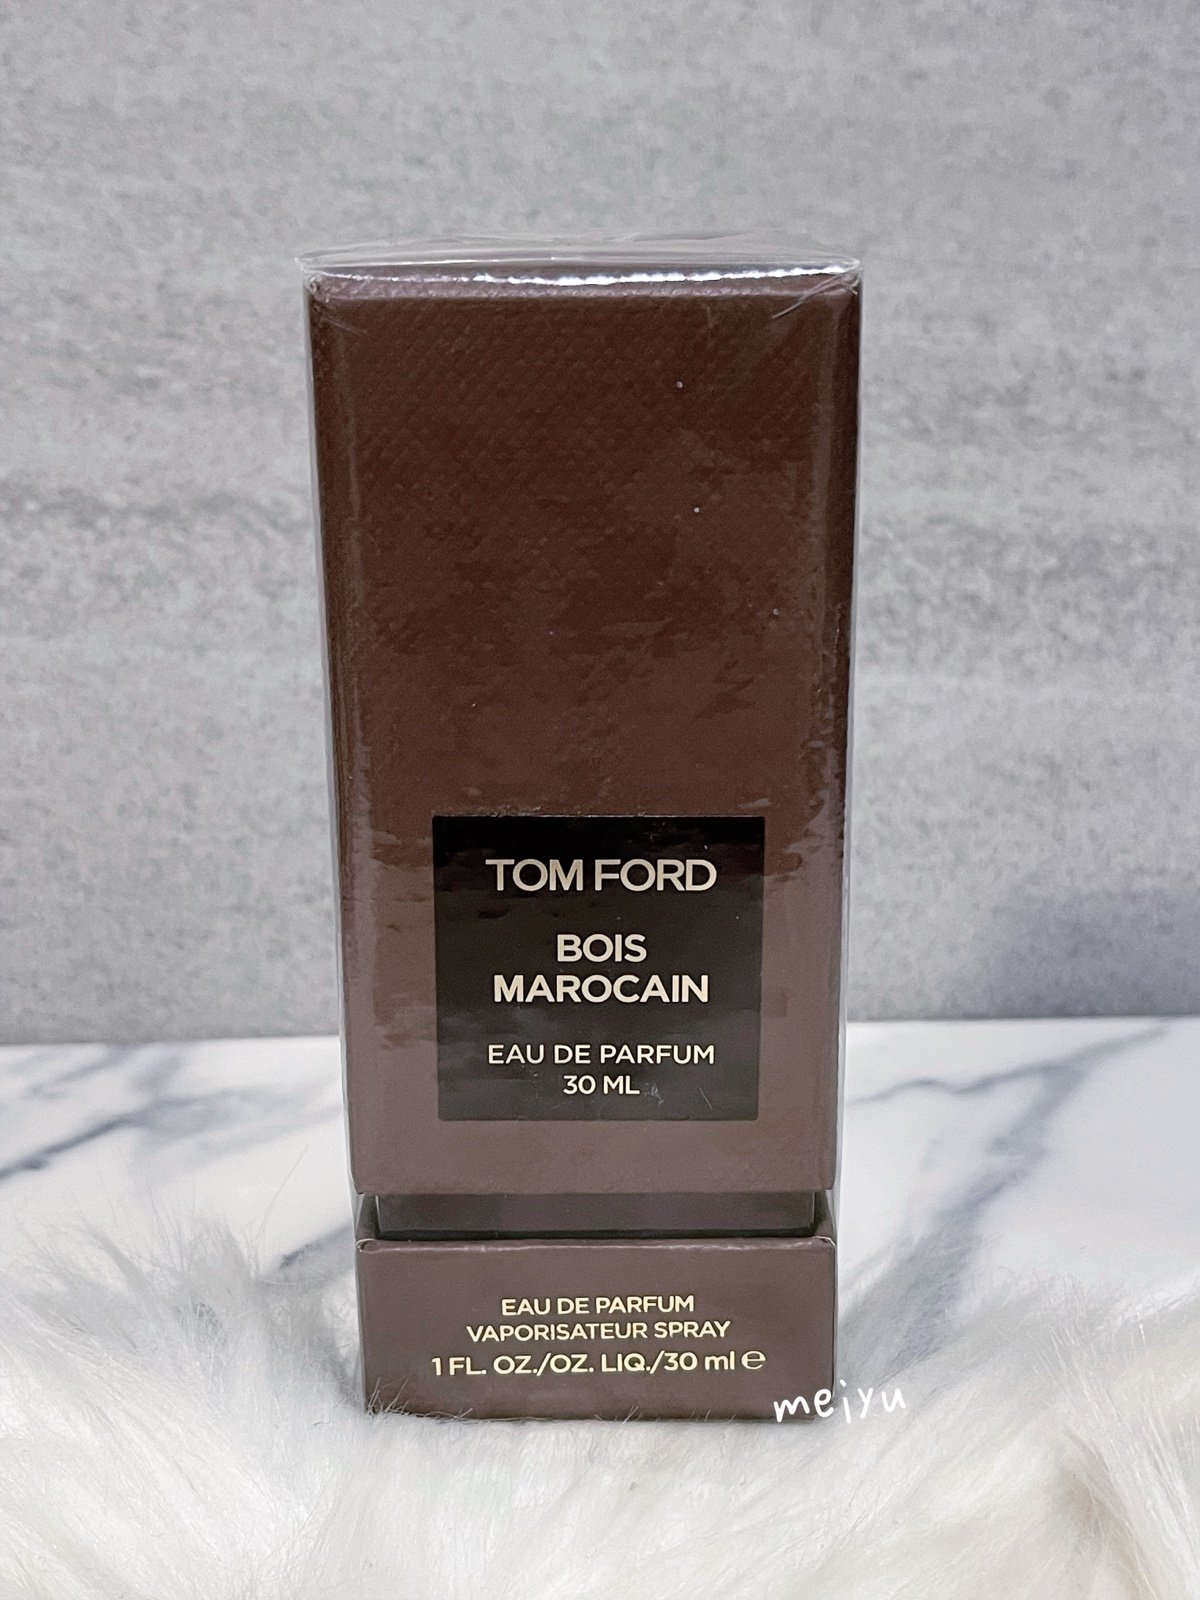 TOM FORD
BOIS
MAROCAIN
EAU DE PARFUM
30 ML
EAU DE PARFUM
VAPORISATEUR SPRAY
1 FL. OZ./OZ. LIQ./30 ml ℮
meiyu